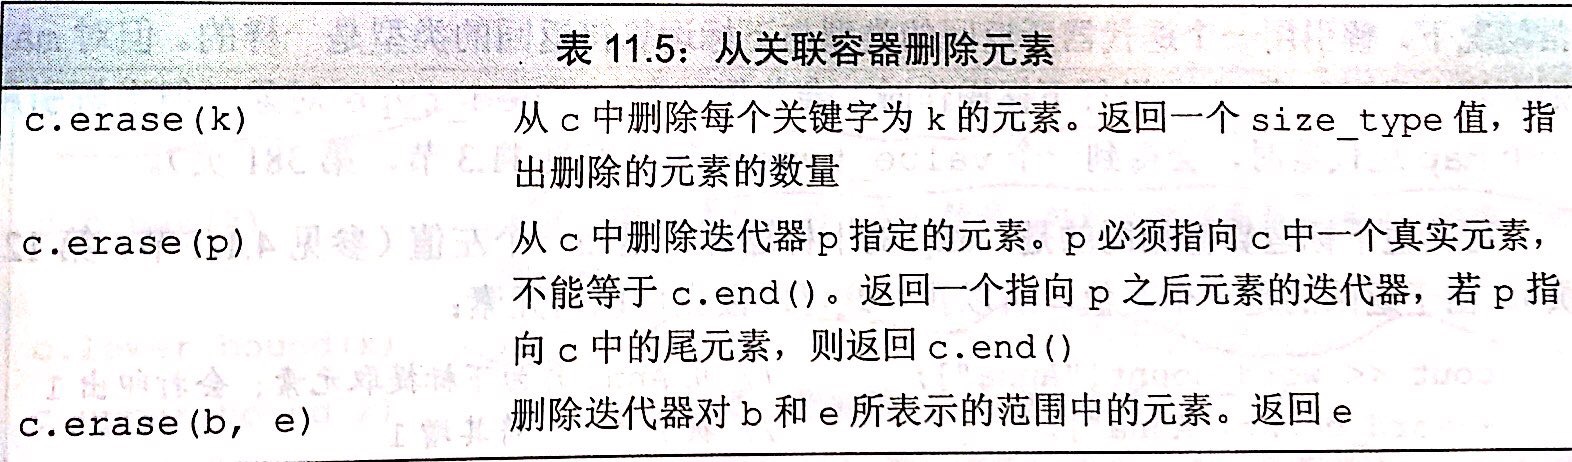 表 11.5：从关联容器删除元素
c.erase(k) 从 c 中删除每个关键字为 k 的元素。返回一个 size_type 值，指
出删除的元素的数量
c.erase(p) 从 c 中删除迭代器 p 指定的元素。p 必须指向 c 中一个真实元素，
不能等于 c.end()。返回一个指向 p 之后元素的迭代器，若 p 指
向 c 中的尾元素，则返回 c.end()
c.erase(b, e) 删除迭代器对 b 和 e 所表示的范围中的元素。返回 e